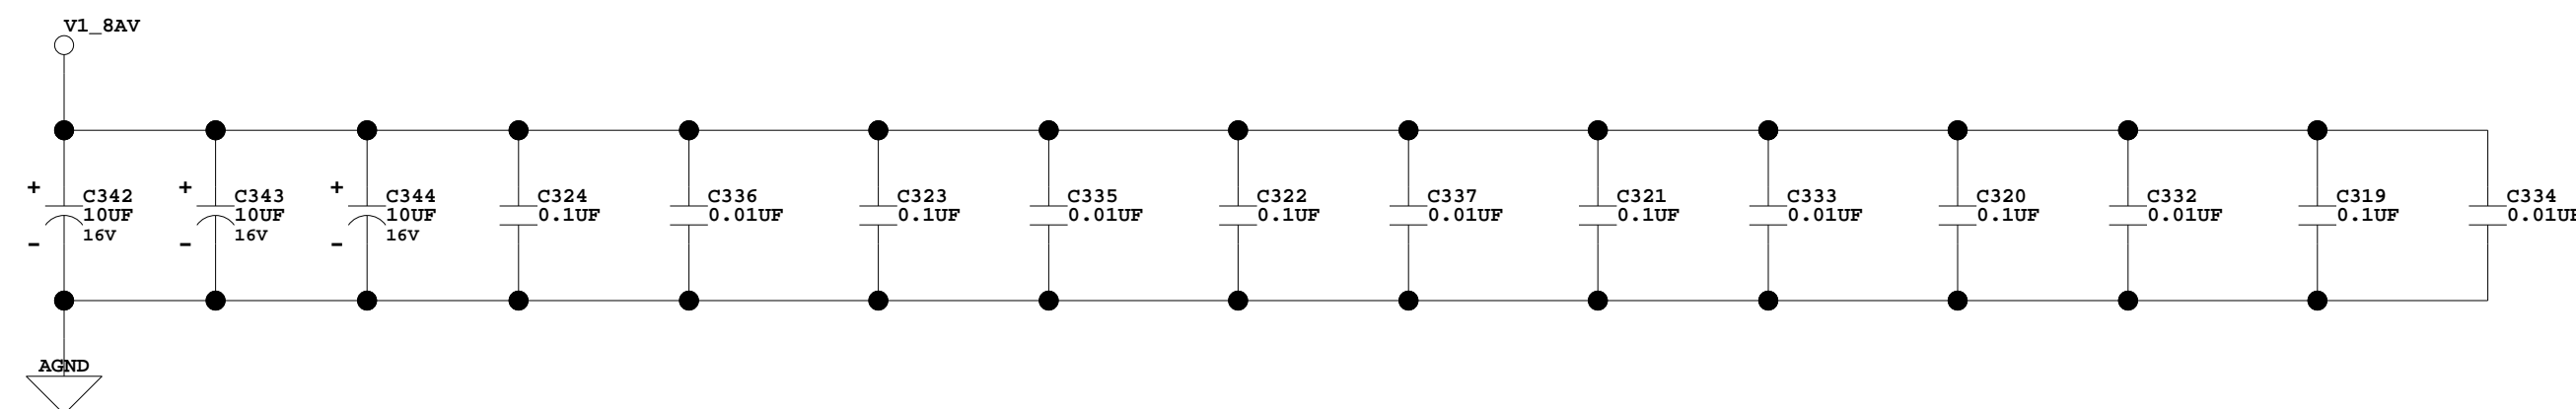 V1_8AV
+
C342
10UF
16V
-
+
C343
10UF
16V
-
+
C344
10UF
16V
-
C324
0.1UF
C336
0.01UF
C323
0.1UF
C335
0.01UF
C322
0.1UF
C337
0.01UF
C321
0.1UF
C333
0.01UF
C320
0.1UF
C332
0.01UF
C319
0.1UF
C334
0.01UF
AGND